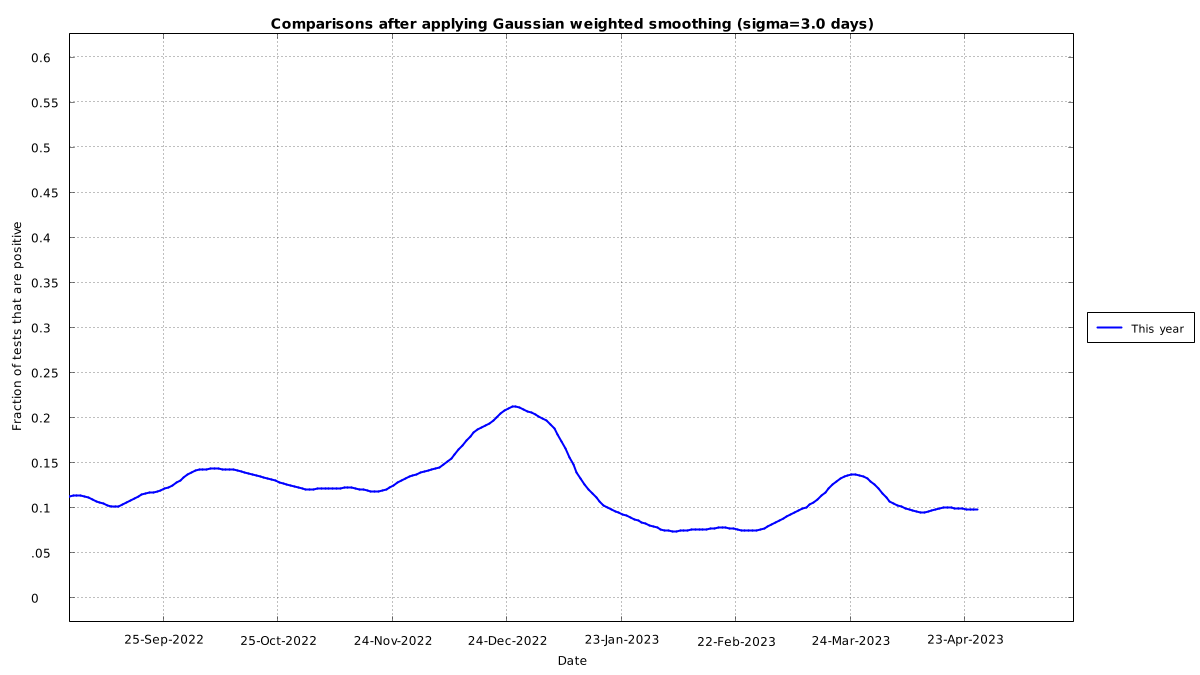 Comparisons after applying Gaussian weighted smoothing (sigma=3.0 days)
0.6
0.55
0.5
0.45
0.4
0.35
0.3
0.25
0.2
0.15
0.1
.05
0
Fraction of tests that are positive
This year
25-Sep-2022 25-Oct-2022 24-Nov-2022 24-Dec-2022 23-Jan-2023 22-Feb-2023 24-Mar-2023 23-Apr-2023
Date